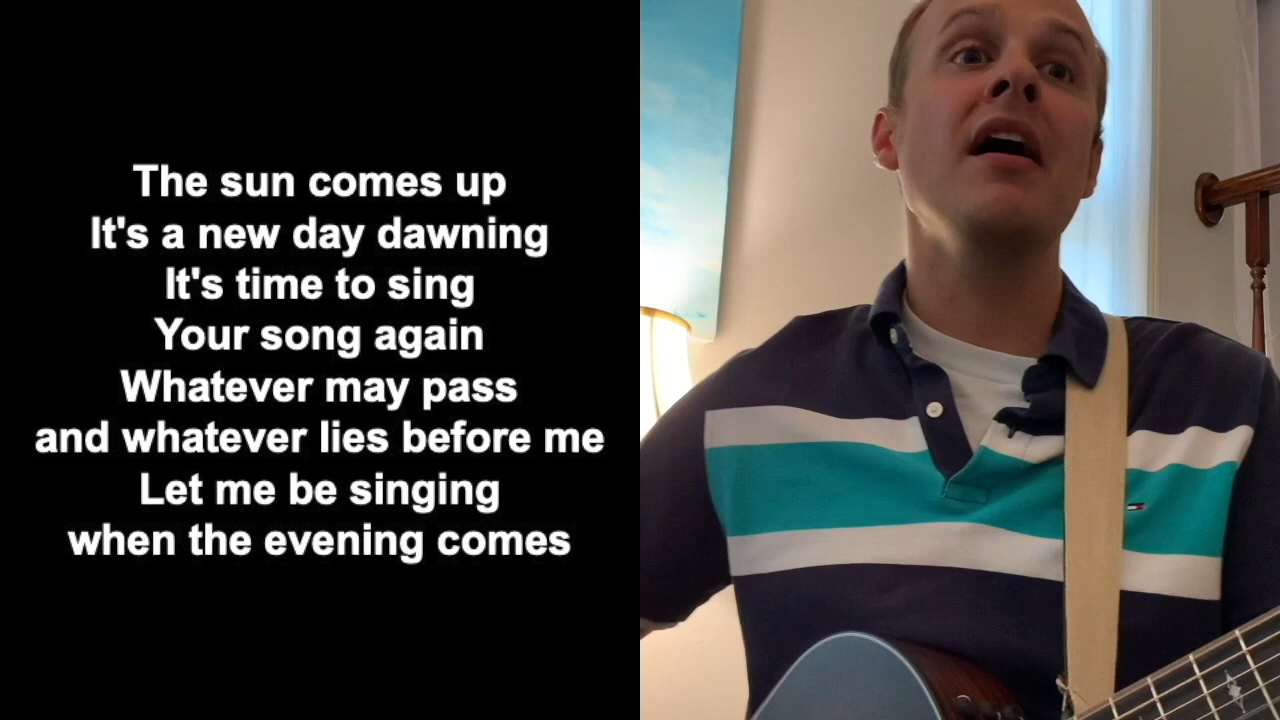 The sun comes up
It's a new day dawning
It's time to sing
Your song again
Whatever may pass
and whatever lies before me
Let me be singing
when the evening comes